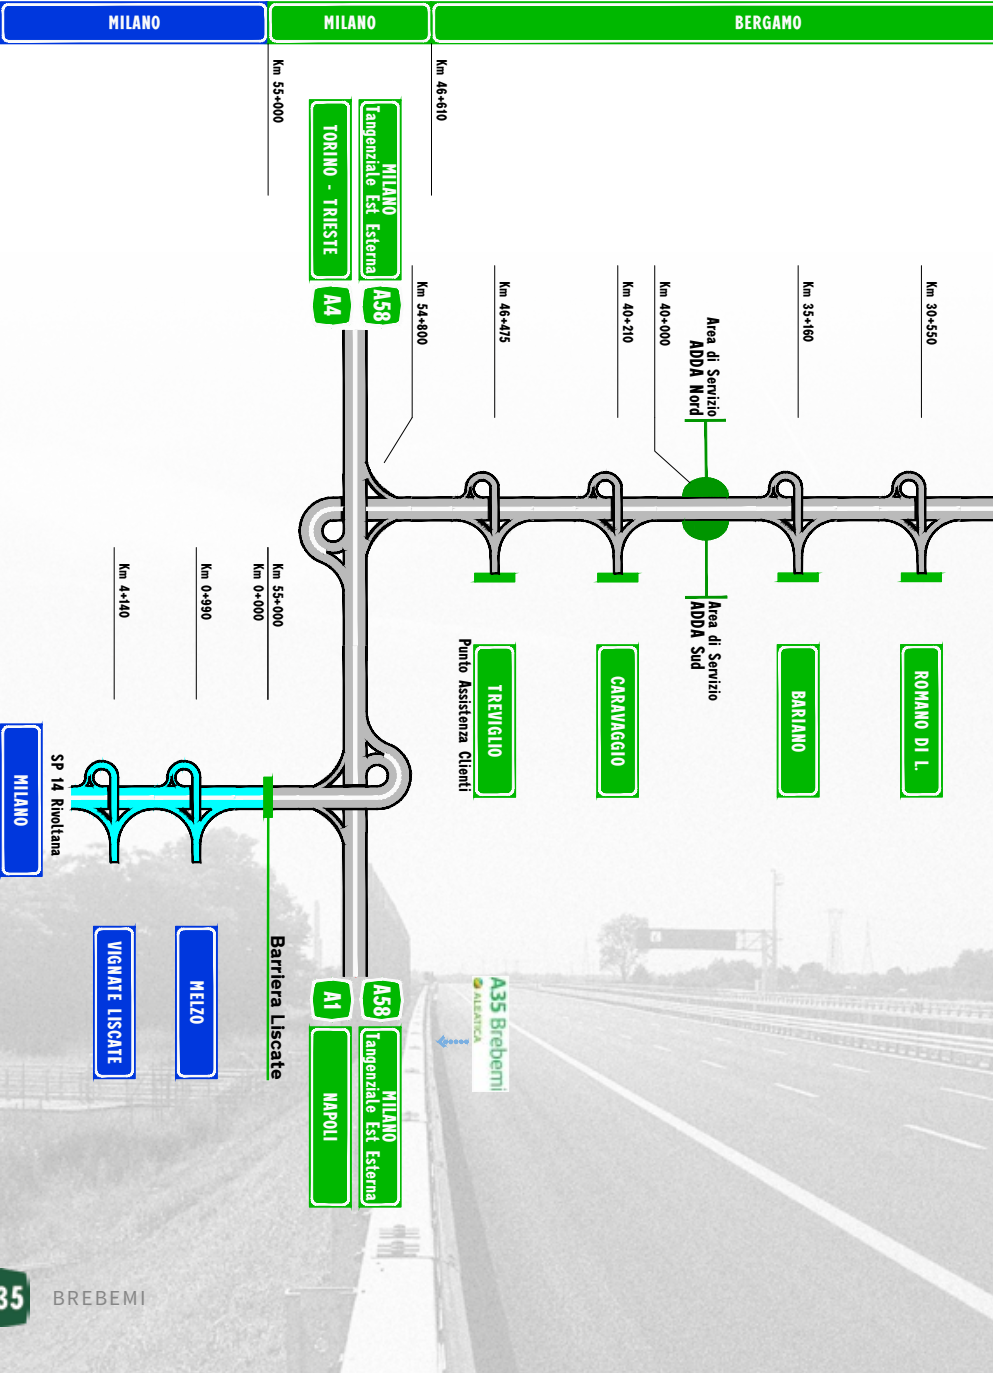 MILANO
MILANO
BERGAMO
Km 55+000
Km 46+610
TORINO - TRIESTE
MILANO
Tangenziale Est Esterna
A4
A58
Km 54+800
Km 46+475
Km 40+210
Km 40+000
Area di Servizio
ADDA Nord
Km 35+160
Km 30+550
Km 4+140
Km 0+990
Km 55+000
Km 0+000
Area di Servizio
ADDA Sud
Punto Assistenza Clienti
TREVIGLIO
CARAVAGGIO
BARIANO
ROMANO DI L.
MILANO
SP 14 Rivoltana
VIGNATE LISCATE
MELZO
Barriera Liscate
A1
A58
NAPOLI
MILANO
Tangenziale Est Esterna
A35 Brebemi
ALEATICA
35
BREBEMI